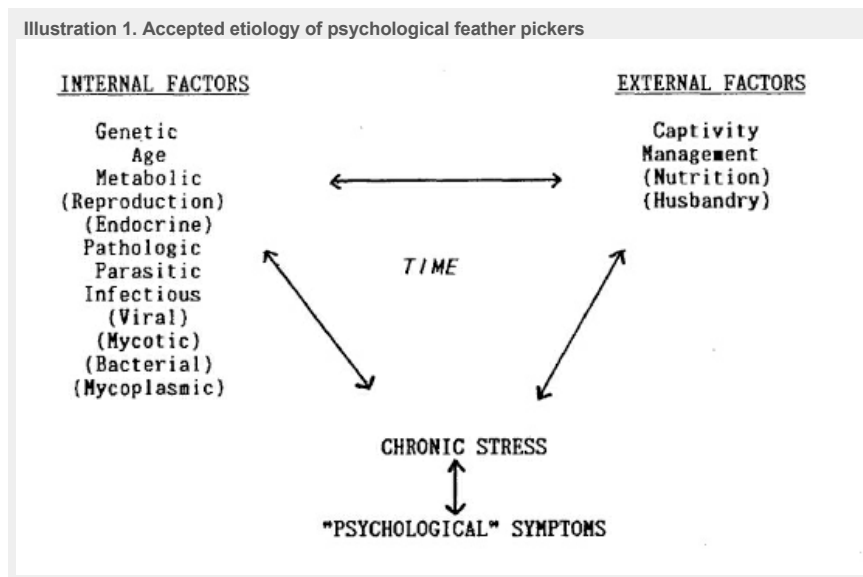 Illustration 1. Accepted etiology of psychological feather pickers
INTERNAL FACTORS
Genetic
Age
Metabolic
(Reproduction)
(Endocrine)
Pathologic
Parasitic
Infectious
(Viral)
(Mycotic)
(Bacterial)
(Mycoplasmic)
EXTERNAL FACTORS
Captivity
Management
(Nutrition)
(Husbandry)
TIME
CHRONIC STRESS
"PSYCHOLOGICAL" SYMPTOMS